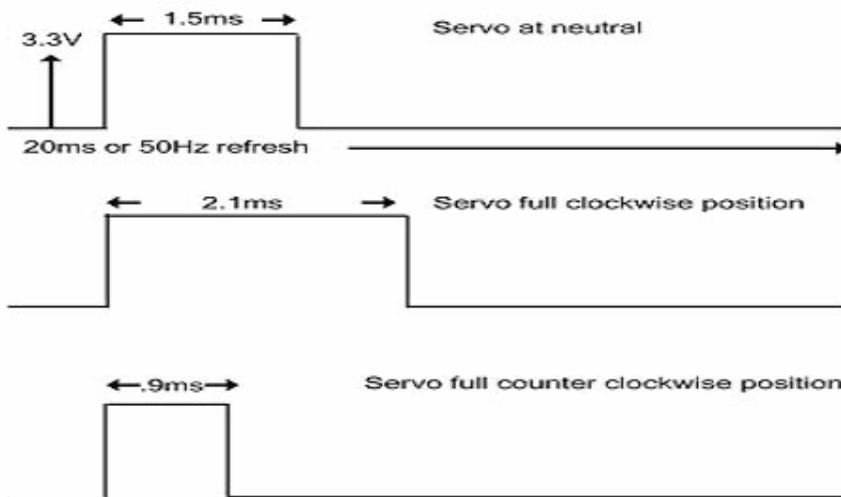 1.5ms
Servo at neutral
3.3V
20ms or 50Hz refresh
2.1ms
Servo full clockwise position
.9ms
Servo full counter clockwise position